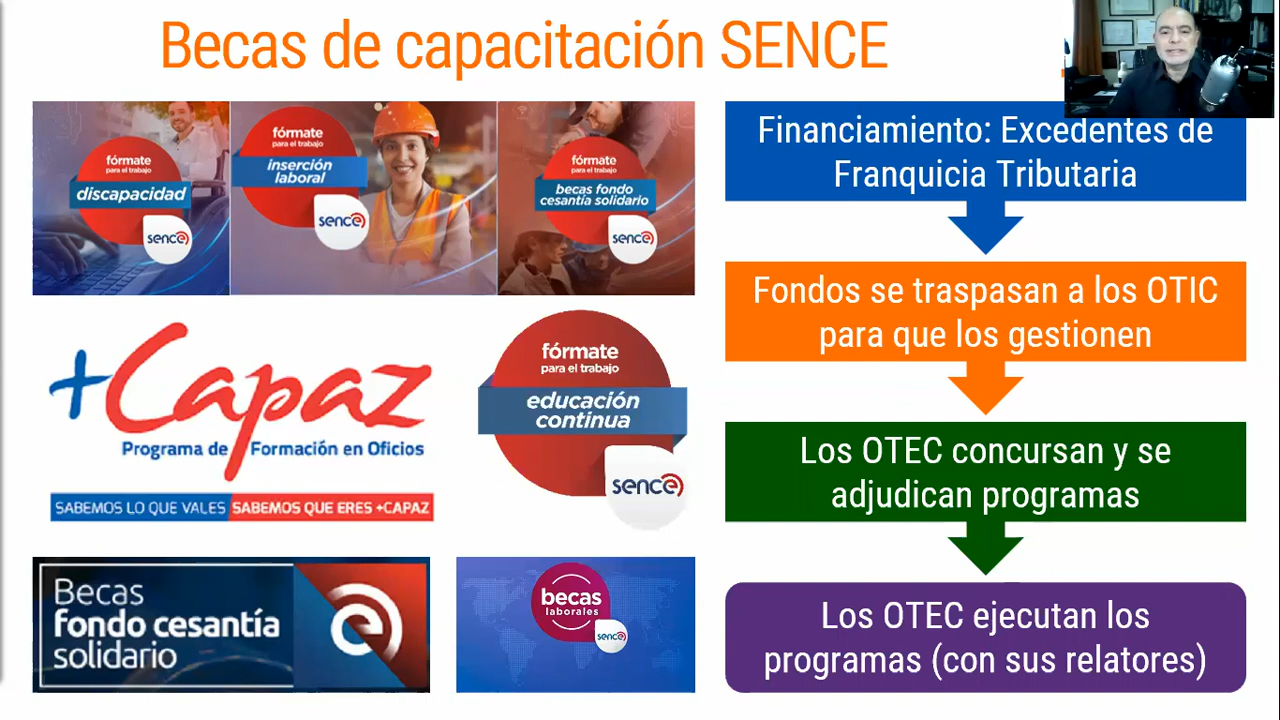 Becas de capacitación SENCE
fórmate
para el trabajo
discapacidad
sence
fórmate
para el trabajo
inserción
laboral
sence
fórmate
para el trabajo
becas fondo
cesantía solidario
sence
+Capaz
Programa de Formación en Oficios
SABEMOS LO QUE VALES SABEMOS QUE ERES +CAPAZ
fórmate
para el trabajo
educación
continua
sence
Becas
fondo cesantía
solidario
becas
laborales
sence
Financiamiento: Excedentes de
Franquicia Tributaria
Fondos se traspasan a los OTIC
para que los gestionen
Los OTEC concursan y se
adjudican programas
Los OTEC ejecutan los
programas (con sus relatores)